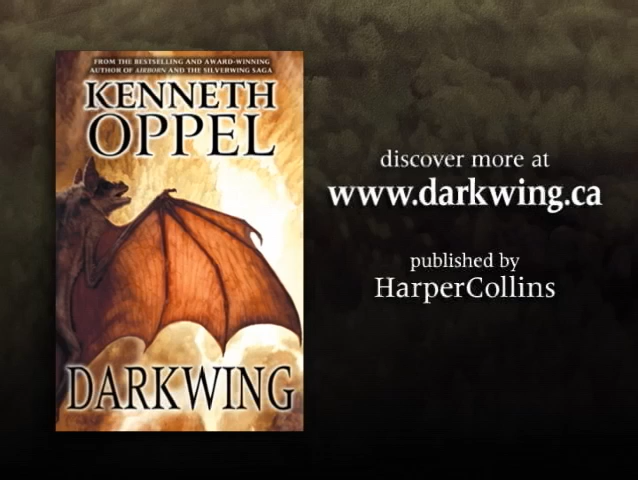 FROM THE BESTSELLING AND AWARD-WINNING
AUTHOR OF AIRBORN AND THE SILVERWING SAGA
KENNETH
OPPEL
DARKWING
discover more at
www.darkwing.ca
published by
HarperCollins